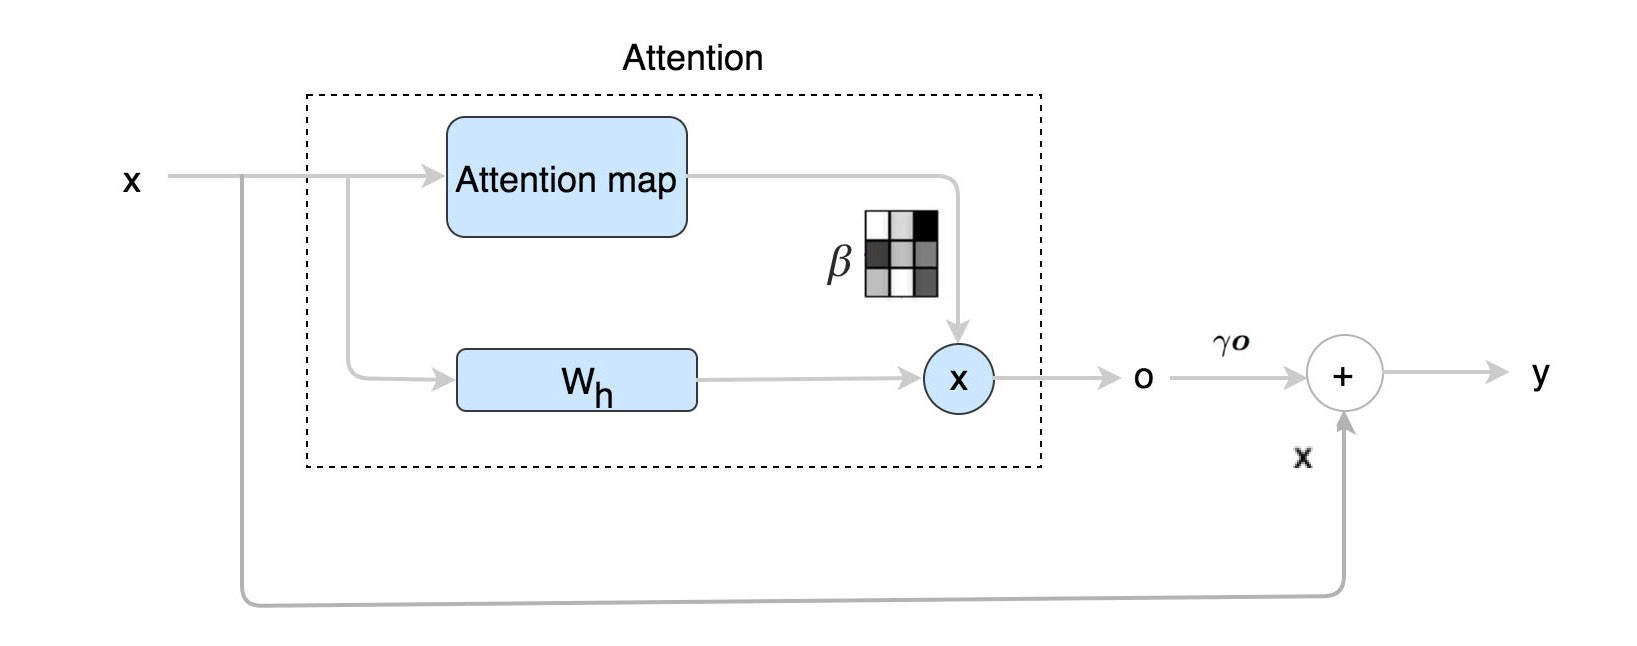 Attention
x
Attention map
β
W_h
x
o
γo
+
y
x